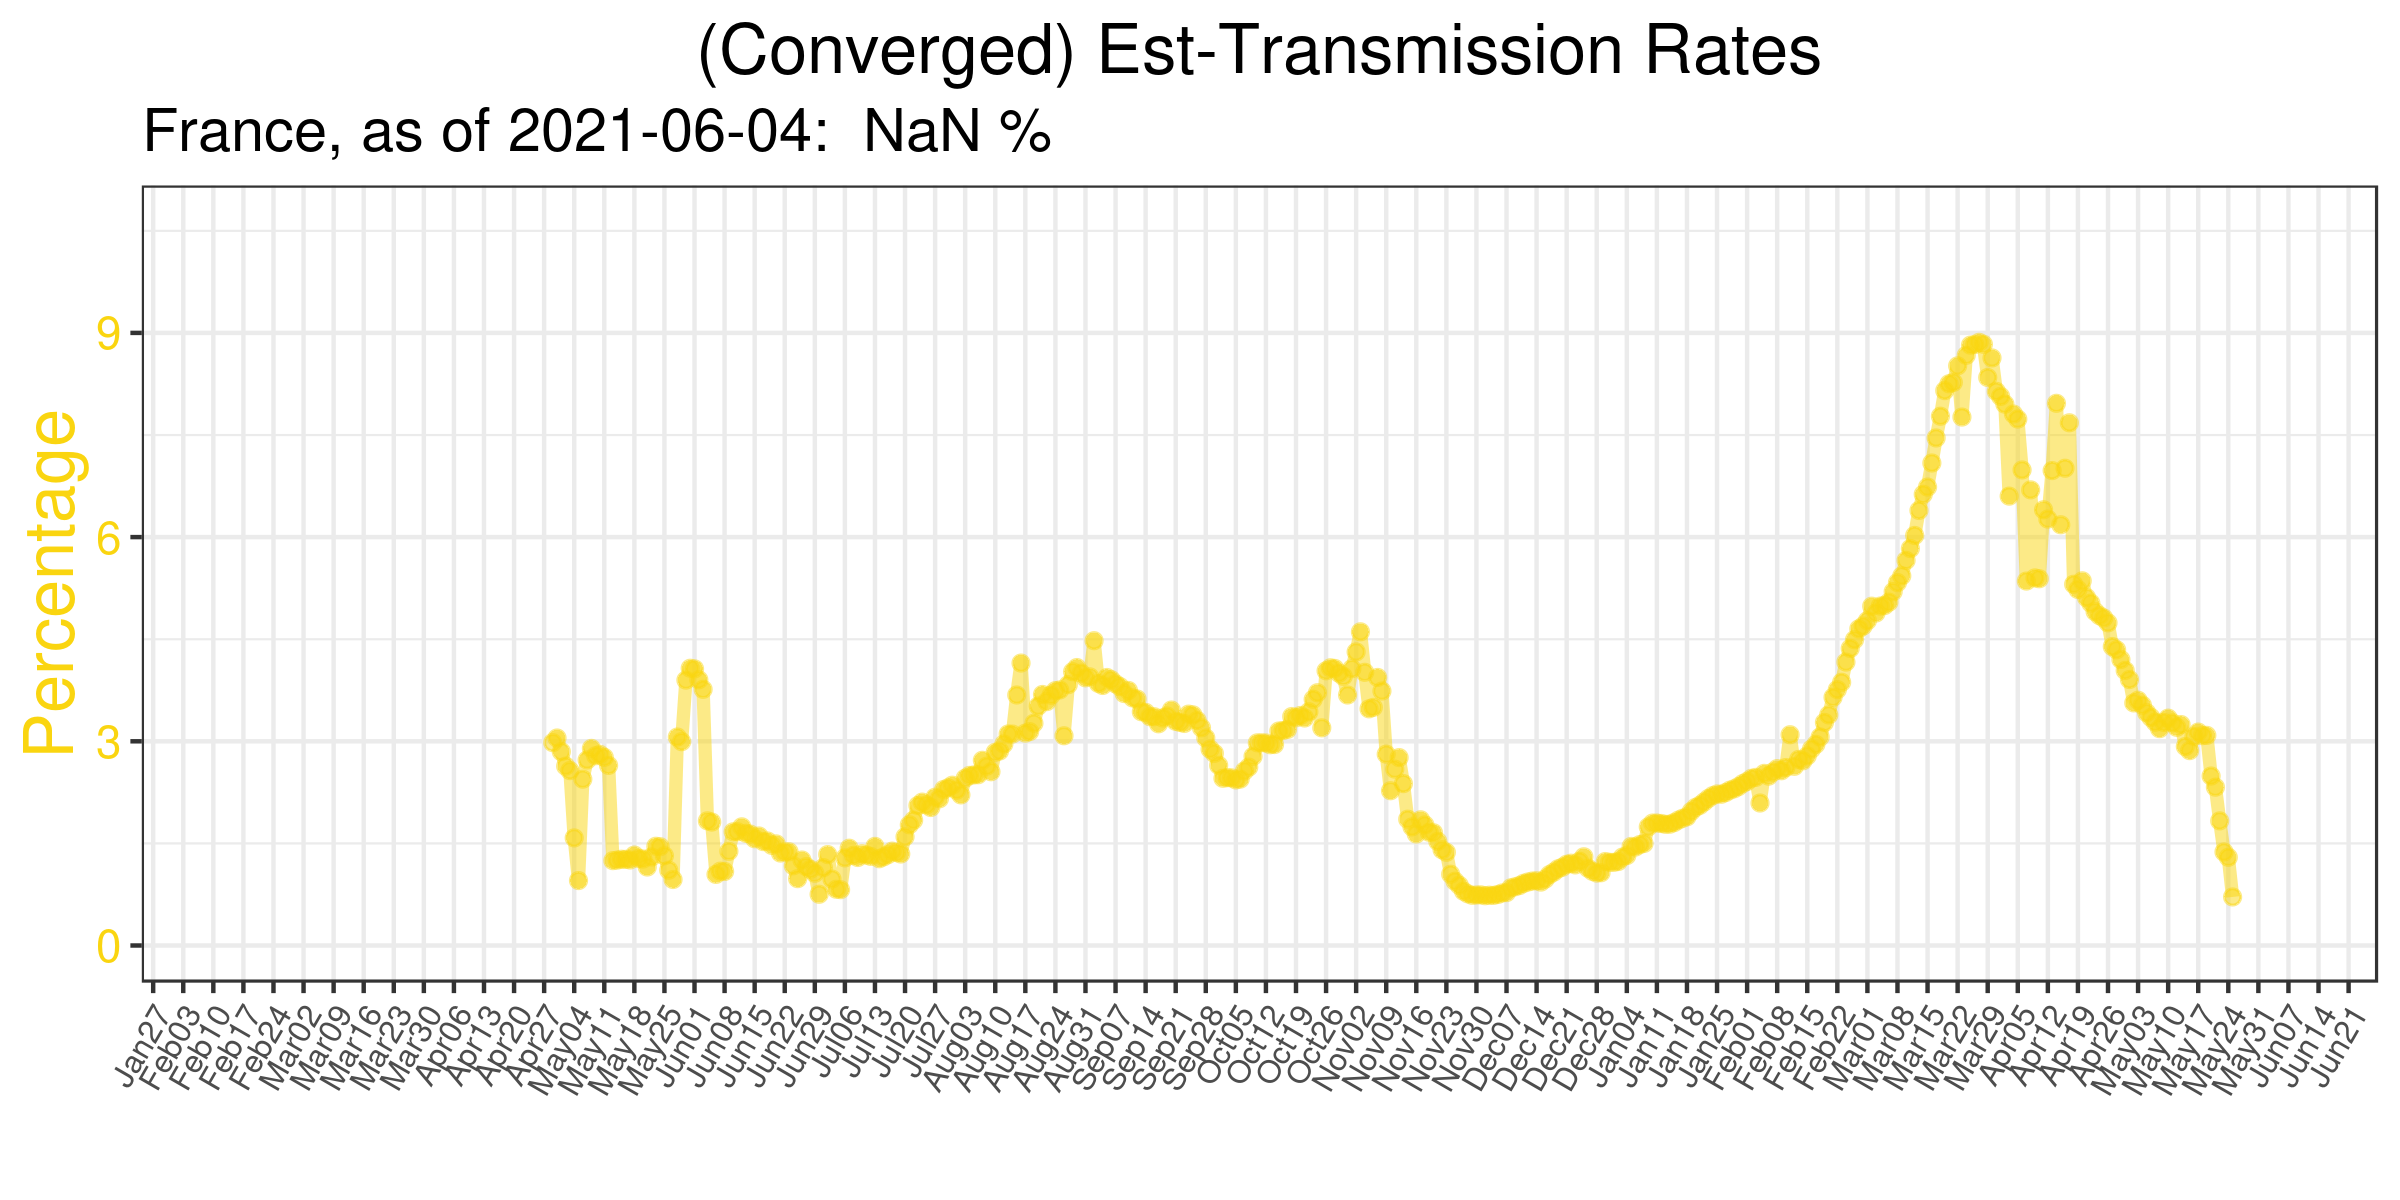 (Converged) Est-Transmission Rates
France, as of 2021-06-04:  NaN %
Percentage
9
6
3
0
Jan27
Feb03
Feb10
Feb17
Feb24
Mar02
Mar09
Mar16
Mar23
Mar30
Apr06
Apr13
Apr20
Apr27
May04
May11
May18
May25
Jun01
Jun08
Jun15
Jun22
Jun29
Jul06
Jul13
Jul20
Jul27
Aug03
Aug10
Aug17
Aug24
Aug31
Sep07
Sep14
Sep21
Sep28
Oct05
Oct12
Oct19
Oct26
Nov02
Nov09
Nov16
Nov23
Nov30
Dec07
Dec14
Dec21
Dec28
Jan04
Jan11
Jan18
Jan25
Feb01
Feb08
Feb15
Feb22
Mar01
Mar08
Mar15
Mar22
Mar29
Apr05
Apr12
Apr19
Apr26
May03
May10
May17
May24
May31
Jun07
Jun14
Jun21